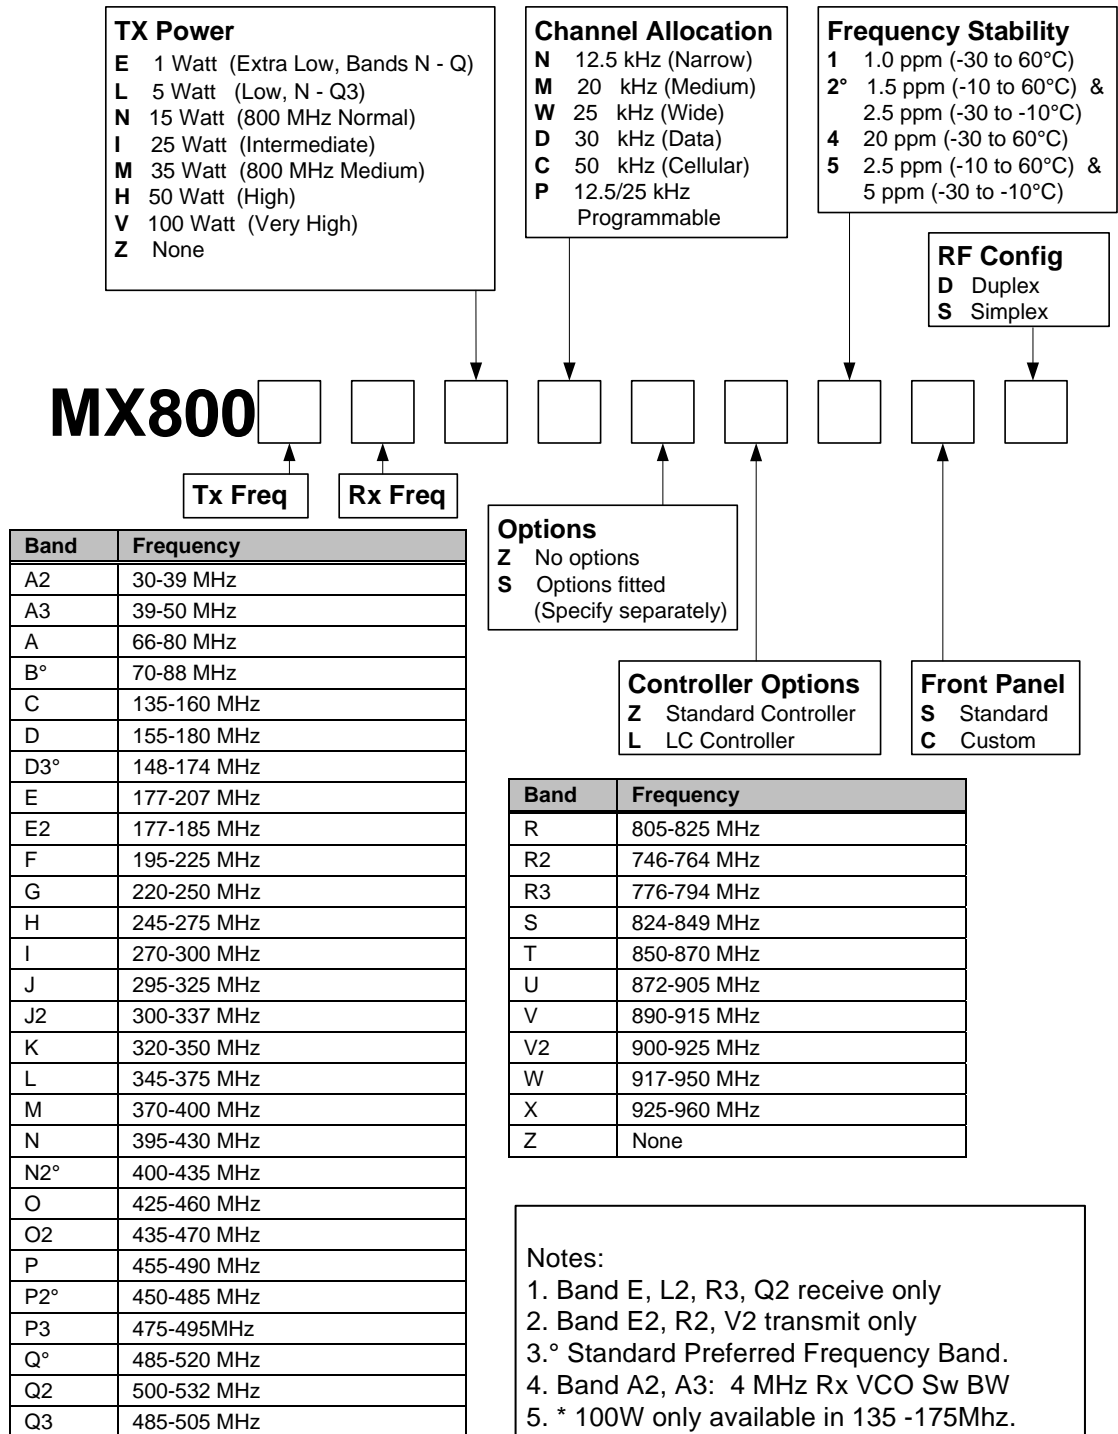 TX Power
E 1 Watt (Extra Low, Bands N - Q)
L 5 Watt (Low, N - Q3)
N 15 Watt (800 MHz Normal)
I 25 Watt (Intermediate)
M 35 Watt (800 MHz Medium)
H 50 Watt (High)
V 100 Watt (Very High)
Z None
Channel Allocation
N 12.5 kHz (Narrow)
M 20 kHz (Medium)
W 25 kHz (Wide)
D 30 kHz (Data)
C 50 kHz (Cellular)
P 12.5/25 kHz
Programmable
Frequency Stability
1 1.0 ppm (-30 to 60°C)
2° 1.5 ppm (-10 to 60°C) &
2.5 ppm (-30 to -10°C)
4 20 ppm (-30 to 60°C)
5 2.5 ppm (-10 to 60°C) &
5 ppm (-30 to -10°C)
RF Config
D Duplex
S Simplex
MX800
Tx Freq
Rx Freq
Options
Z No options
S Options fitted
(Specify separately)
Controller Options
Z Standard Controller
L LC Controller
Front Panel
S Standard
C Custom
Band Frequency
A2 30-39 MHz
A3 39-50 MHz
A 66-80 MHz
B° 70-88 MHz
C 135-160 MHz
D 155-180 MHz
D3° 148-174 MHz
E 177-207 MHz
E2 177-185 MHz
F 195-225 MHz
G 220-250 MHz
H 245-275 MHz
I 270-300 MHz
J 295-325 MHz
J2 300-337 MHz
K 320-350 MHz
L 345-375 MHz
M 370-400 MHz
N 395-430 MHz
N2° 400-435 MHz
O 425-460 MHz
O2 435-470 MHz
P 455-490 MHz
P2° 450-485 MHz
P3 475-495MHz
Q° 485-520 MHz
Q2 500-532 MHz
Q3 485-505 MHz
Band Frequency
R 805-825 MHz
R2 746-764 MHz
R3 776-794 MHz
S 824-849 MHz
T 850-870 MHz
U 872-905 MHz
V 890-915 MHz
V2 900-925 MHz
W 917-950 MHz
X 925-960 MHz
Z None
Notes:
1. Band E, L2, R3, Q2 receive only
2. Band E2, R2, V2 transmit only
3.° Standard Preferred Frequency Band.
4. Band A2, A3: 4 MHz Rx VCO Sw BW
5. * 100W only available in 135 -175Mhz.